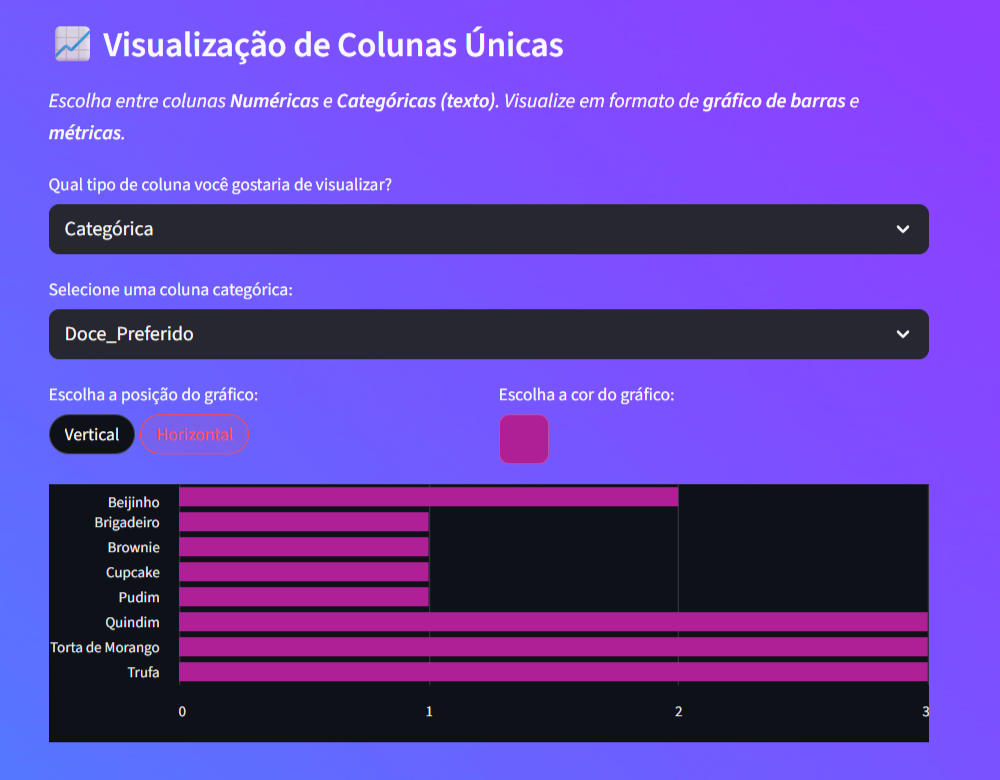 Visualização de Colunas Únicas
Escolha entre colunas Numéricas e Categóricas (texto). Visualize em formato de gráfico de barras e
métricas.
Qual tipo de coluna você gostaria de visualizar?
Categórica
Selecione uma coluna categórica:
Doce_Preferido
Escolha a posição do gráfico:
Escolha a cor do gráfico:
Vertical Horizontal
Beijinho
Brigadeiro
Brownie
Cupcake
Pudim
Quindim
Torta de Morango
Trufa
0 1 2 3